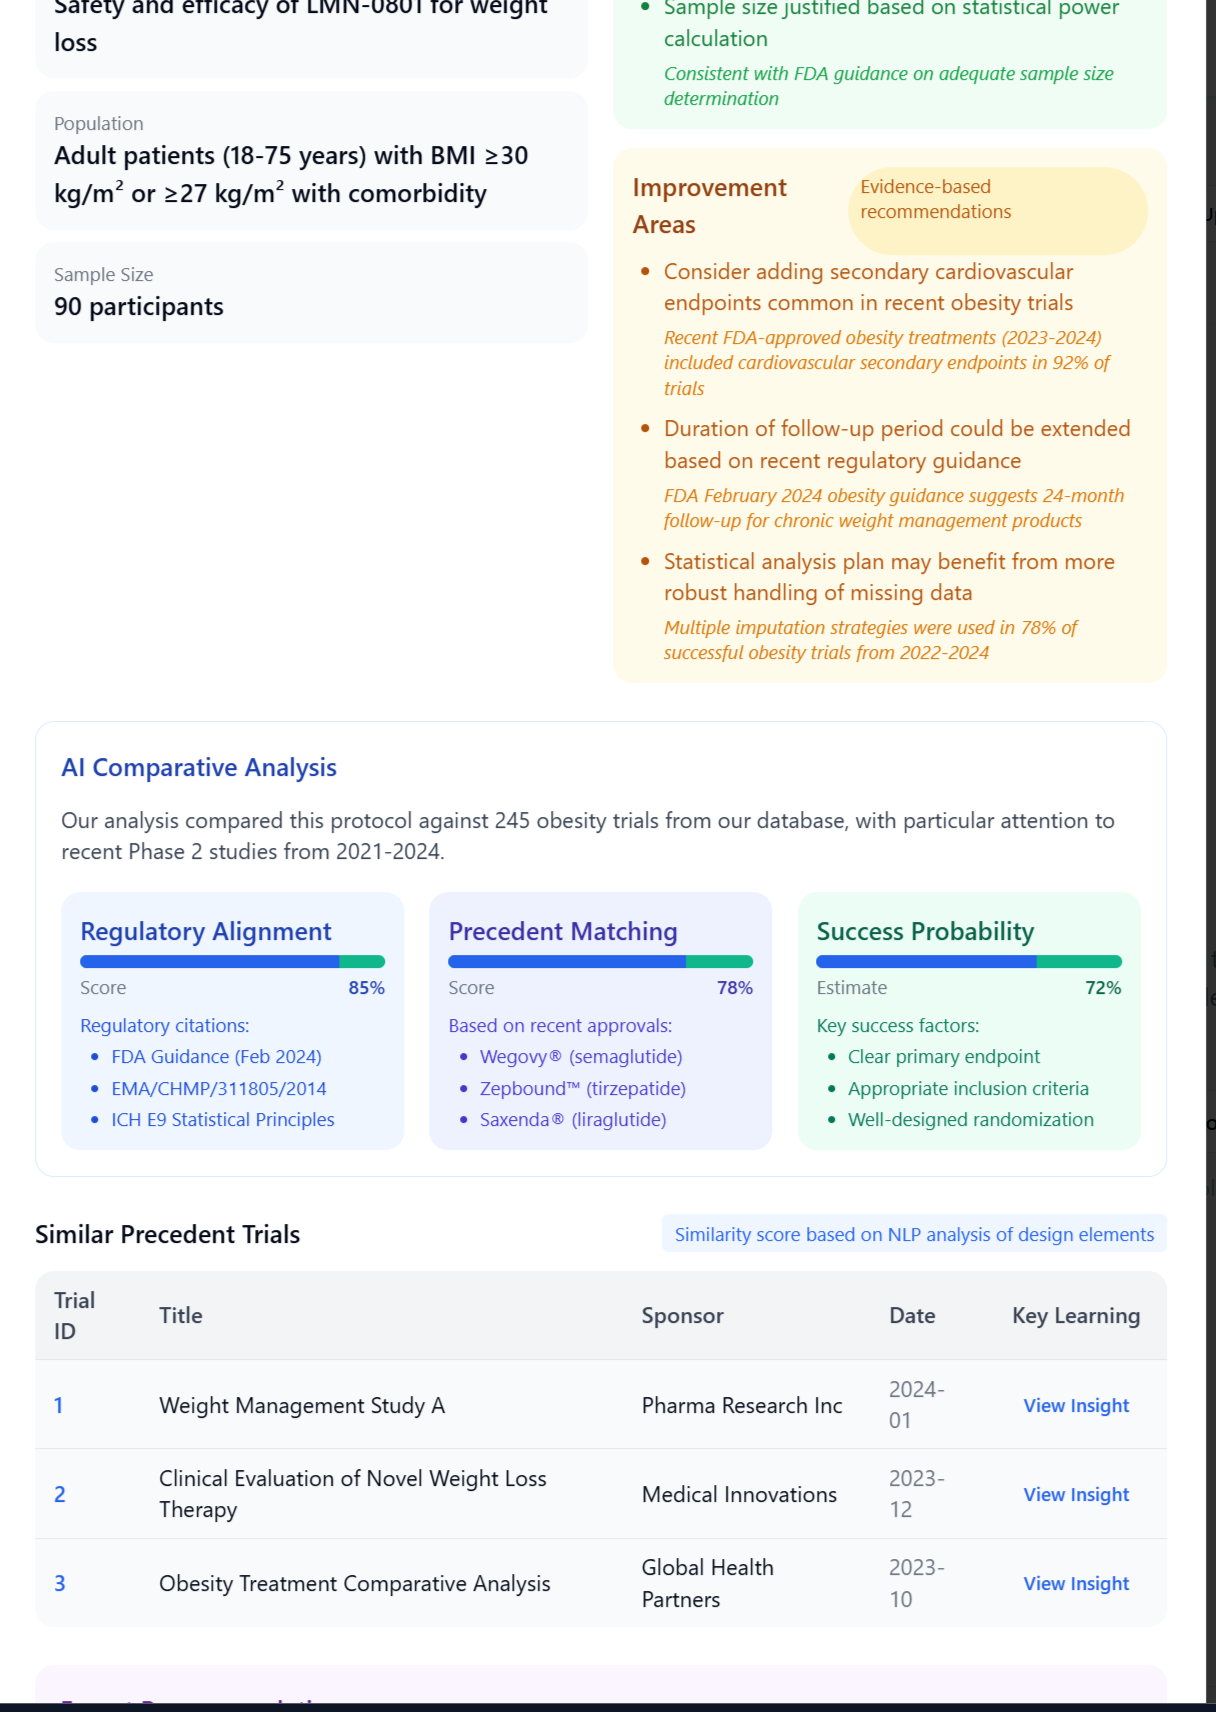 Safety and efficacy of LMN-0801 for weight
loss
Population
Adult patients (18-75 years) with BMI ≥30
kg/m² or ≥27 kg/m² with comorbidity
Sample Size
90 participants
• Sample size justified based on statistical power
calculation
Consistent with FDA guidance on adequate sample size
determination
Improvement
Areas
Evidence-based
recommendations
• Consider adding secondary cardiovascular
endpoints common in recent obesity trials
Recent FDA-approved obesity treatments (2023-2024)
included cardiovascular secondary endpoints in 92% of
trials
• Duration of follow-up period could be extended
based on recent regulatory guidance
FDA February 2024 obesity guidance suggests 24-month
follow-up for chronic weight management products
• Statistical analysis plan may benefit from more
robust handling of missing data
Multiple imputation strategies were used in 78% of
successful obesity trials from 2022-2024
AI Comparative Analysis
Our analysis compared this protocol against 245 obesity trials from our database, with particular attention to
recent Phase 2 studies from 2021-2024.
Regulatory Alignment
Score 85%
Regulatory citations:
• FDA Guidance (Feb 2024)
• EMA/CHMP/311805/2014
• ICH E9 Statistical Principles
Precedent Matching
Score 78%
Based on recent approvals:
• Wegovy® (semaglutide)
• Zepbound™ (tirzepatide)
• Saxenda® (liraglutide)
Success Probability
Estimate 72%
Key success factors:
• Clear primary endpoint
• Appropriate inclusion criteria
• Well-designed randomization
Similar Precedent Trials
Similarity score based on NLP analysis of design elements
Trial
ID
Title
Sponsor
Date
Key Learning
1
Weight Management Study A
Pharma Research Inc
2024-
01
View Insight
2
Clinical Evaluation of Novel Weight Loss
Therapy
Medical Innovations
2023-
12
View Insight
3
Obesity Treatment Comparative Analysis
Global Health
Partners
2023-
10
View Insight